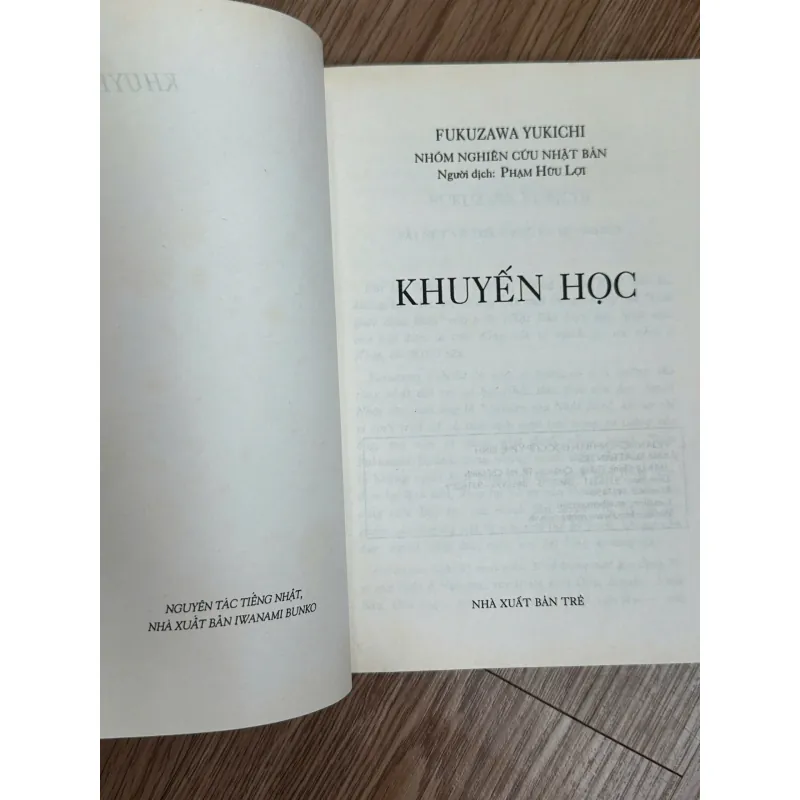 NGUYÊN TÁC TIẾNG NHẬT,
NHÀ XUẤT BẢN IWANAMI BUNKO
FUKUZAWA YUKICHI
NHÓM NGHIÊN CỨU NHẬT BẢN
Người dịch: PHẠM HỮU LỢI
KHUYẾN HỌC
NHÀ XUẤT BẢN TRẺ